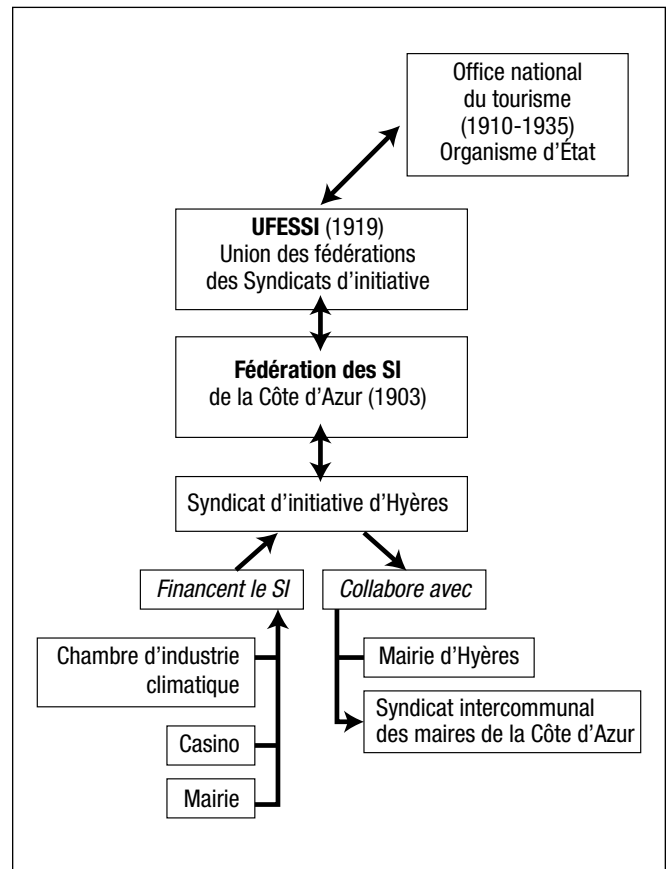 Office national
du tourisme
(1910-1935)
Organisme d’État
UFESSI (1919)
Union des fédérations
des Syndicats d’initiative
Fédération des SI
de la Côte d’Azur (1903)
Syndicat d’initiative d’Hyères
Financent le SI
Collabore avec
Chambre d’industrie
climatique
Casino
Mairie
Mairie d’Hyères
Syndicat intercommunal
des maires de la Côte d’Azur